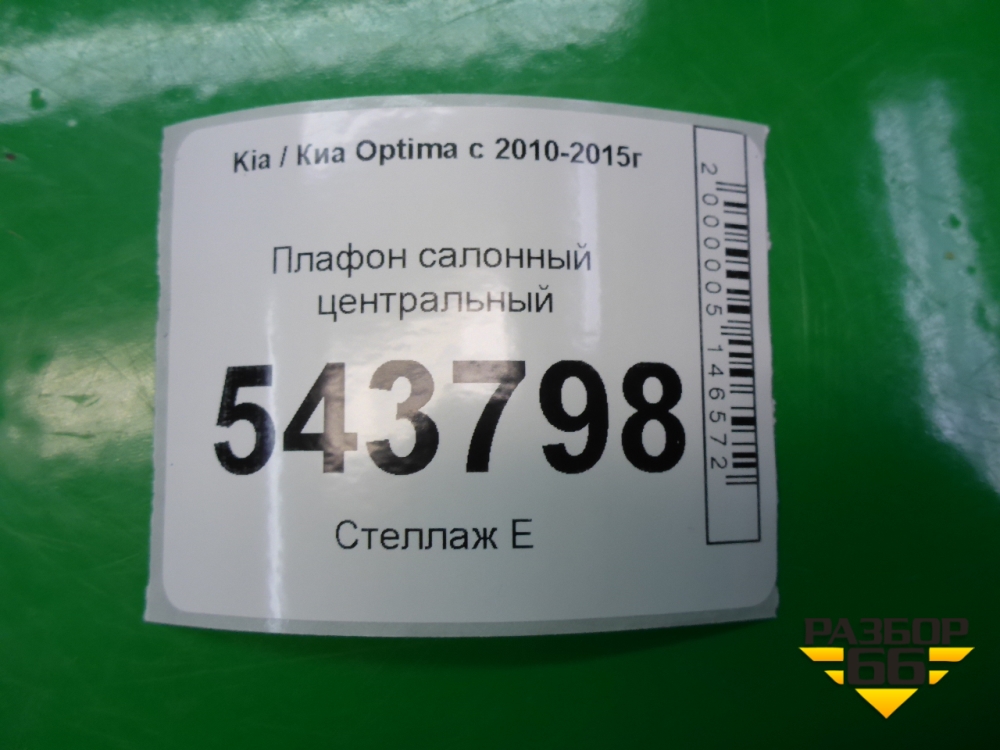 Kia / Киа Optima с 2010-2015г
Плафон салонный
центральный
543798
Стеллаж Е
2000005146572
РАЗБОР
66